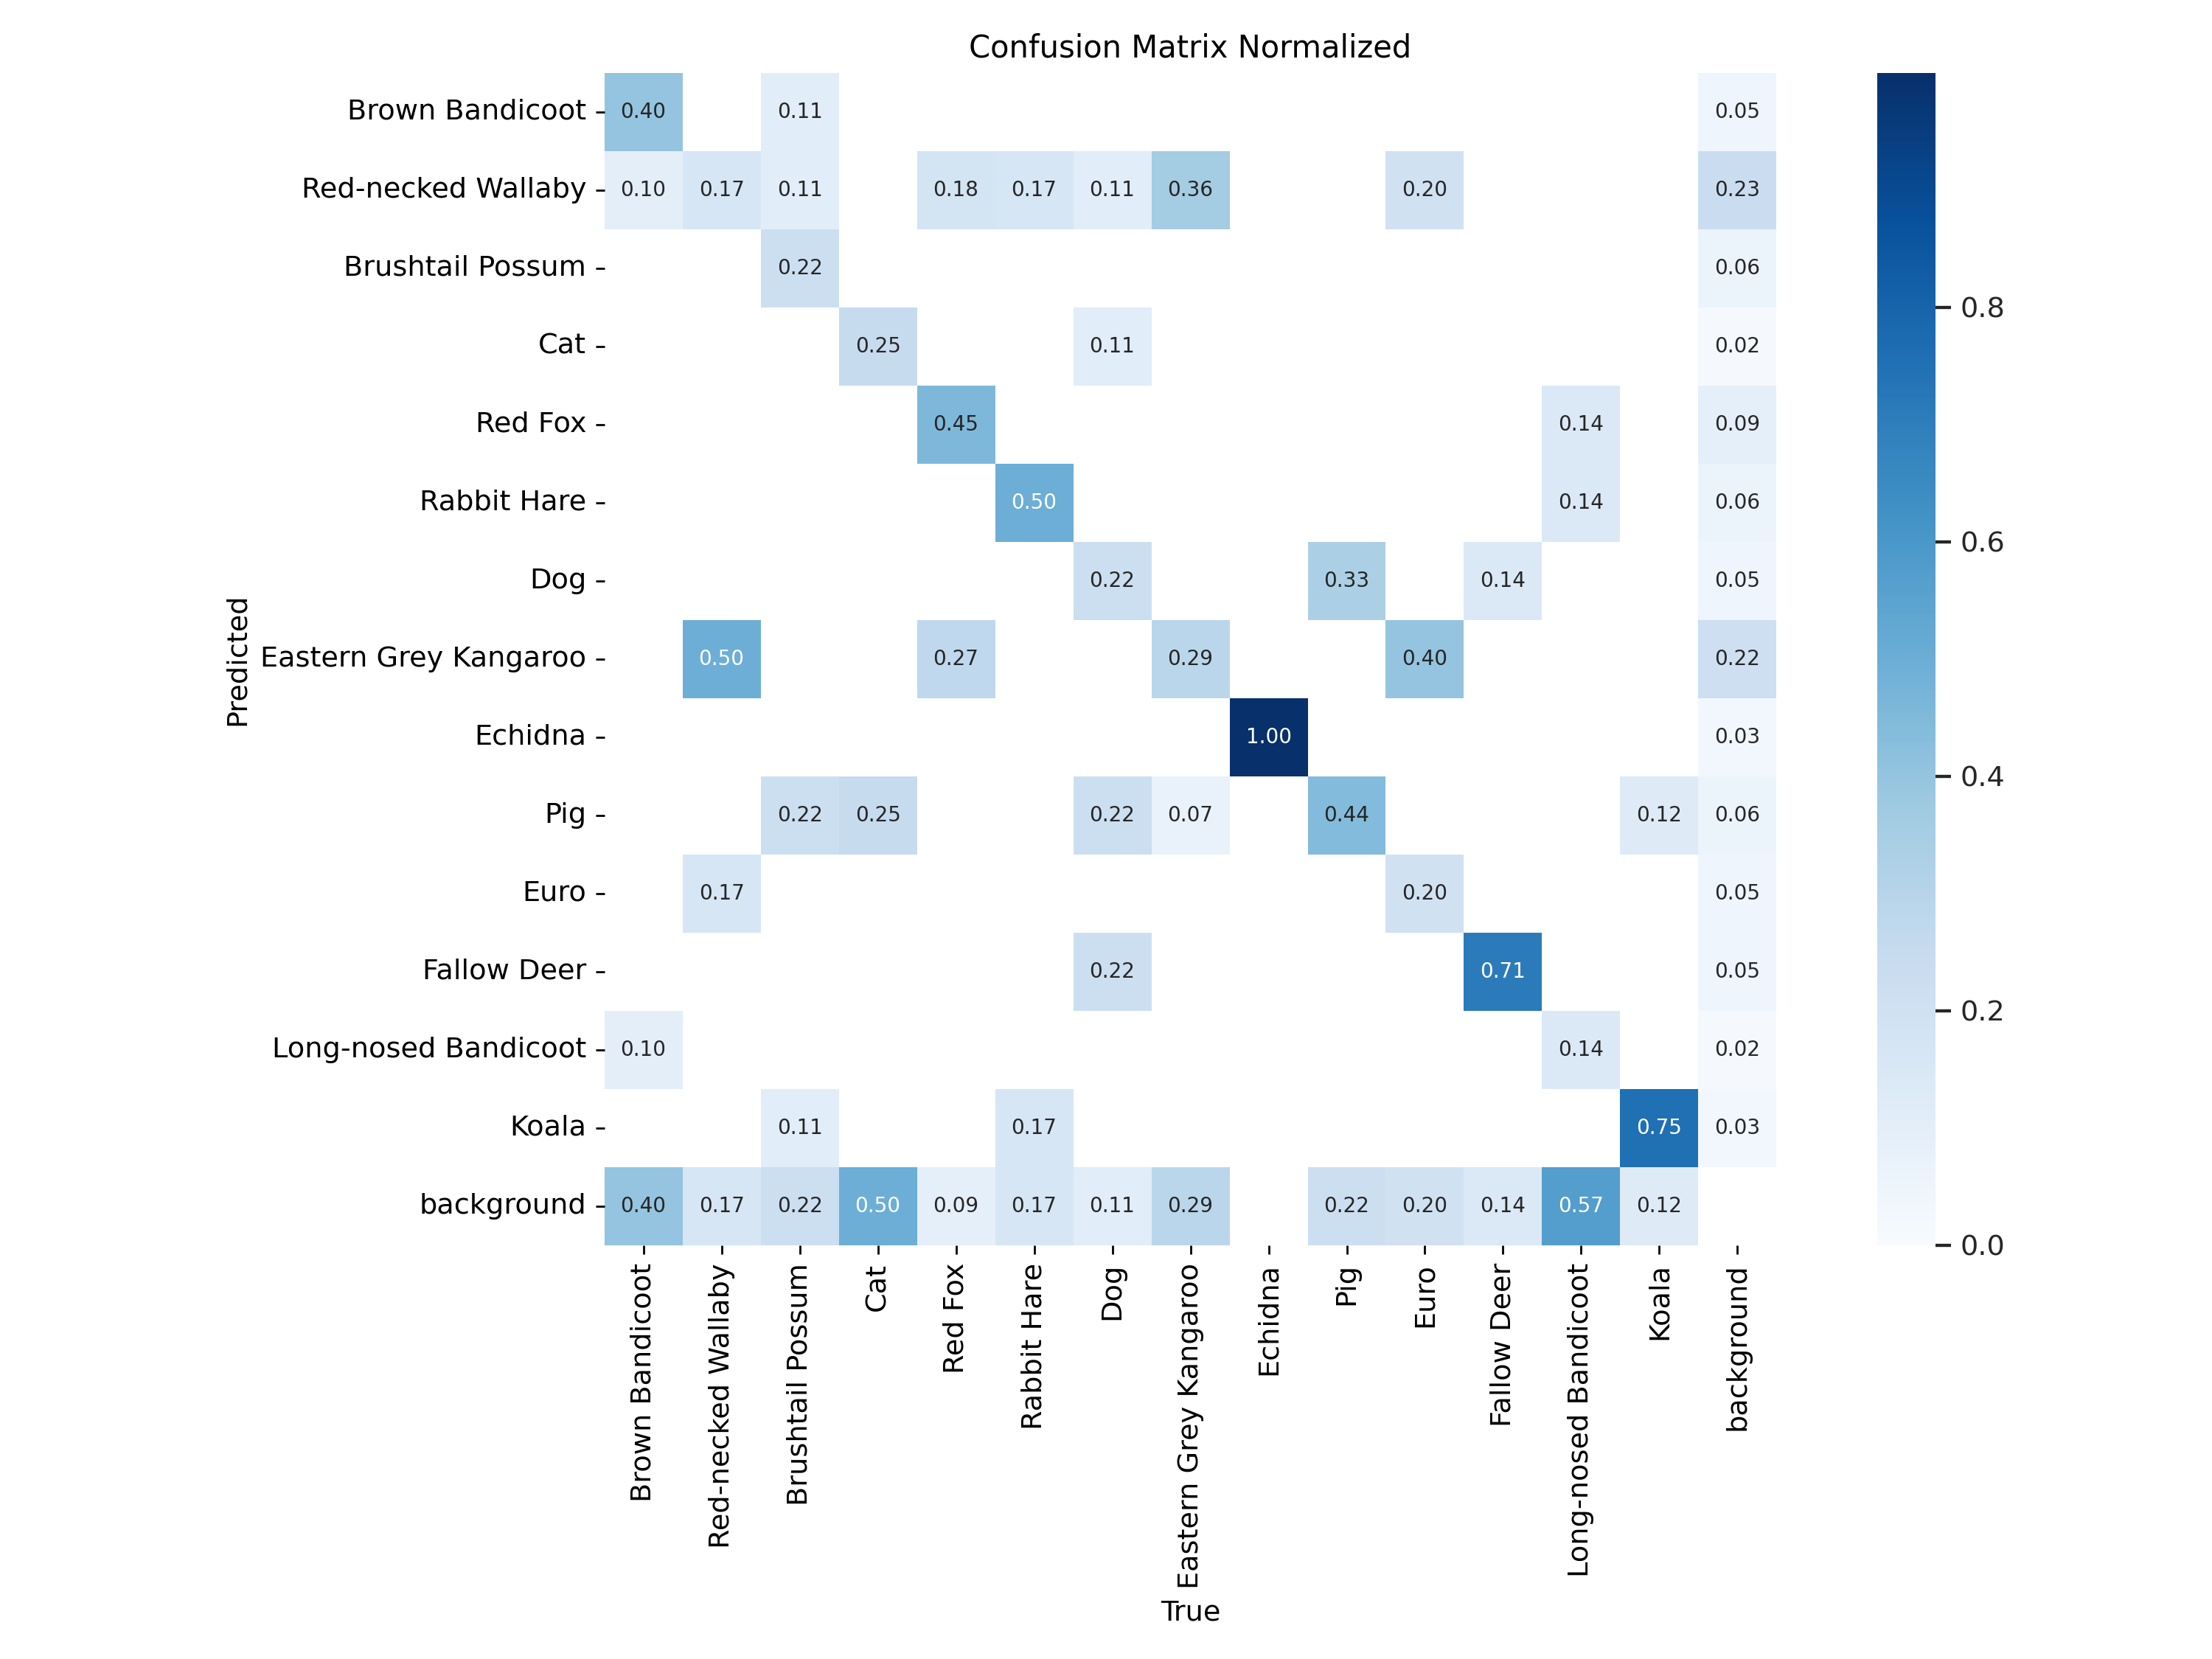 Confusion Matrix Normalized
Predicted
Brown Bandicoot 0.40 0.11 0.05
Red-necked Wallaby 0.10 0.17 0.11 0.18 0.17 0.11 0.36 0.20 0.23
Brushtail Possum 0.22 0.06
Cat 0.25 0.11 0.02
Red Fox 0.45 0.14 0.09
Rabbit Hare 0.50 0.14 0.06
Dog 0.22 0.33 0.14 0.05
Eastern Grey Kangaroo 0.50 0.27 0.29 0.40 0.22
Echidna 1.00 0.03
Pig 0.22 0.25 0.22 0.07 0.44 0.12 0.06
Euro 0.17 0.20 0.05
Fallow Deer 0.22 0.71 0.05
Long-nosed Bandicoot 0.10 0.14 0.02
Koala 0.11 0.17 0.75 0.03
background 0.40 0.17 0.22 0.50 0.09 0.17 0.11 0.29 0.22 0.20 0.14 0.57 0.12
Brown Bandicoot
Red-necked Wallaby
Brushtail Possum
Cat
Red Fox
Rabbit Hare
Dog
Eastern Grey Kangaroo
Echidna
Pig
Euro
Fallow Deer
Long-nosed Bandicoot
Koala
background
True
0.8
0.6
0.4
0.2
0.0